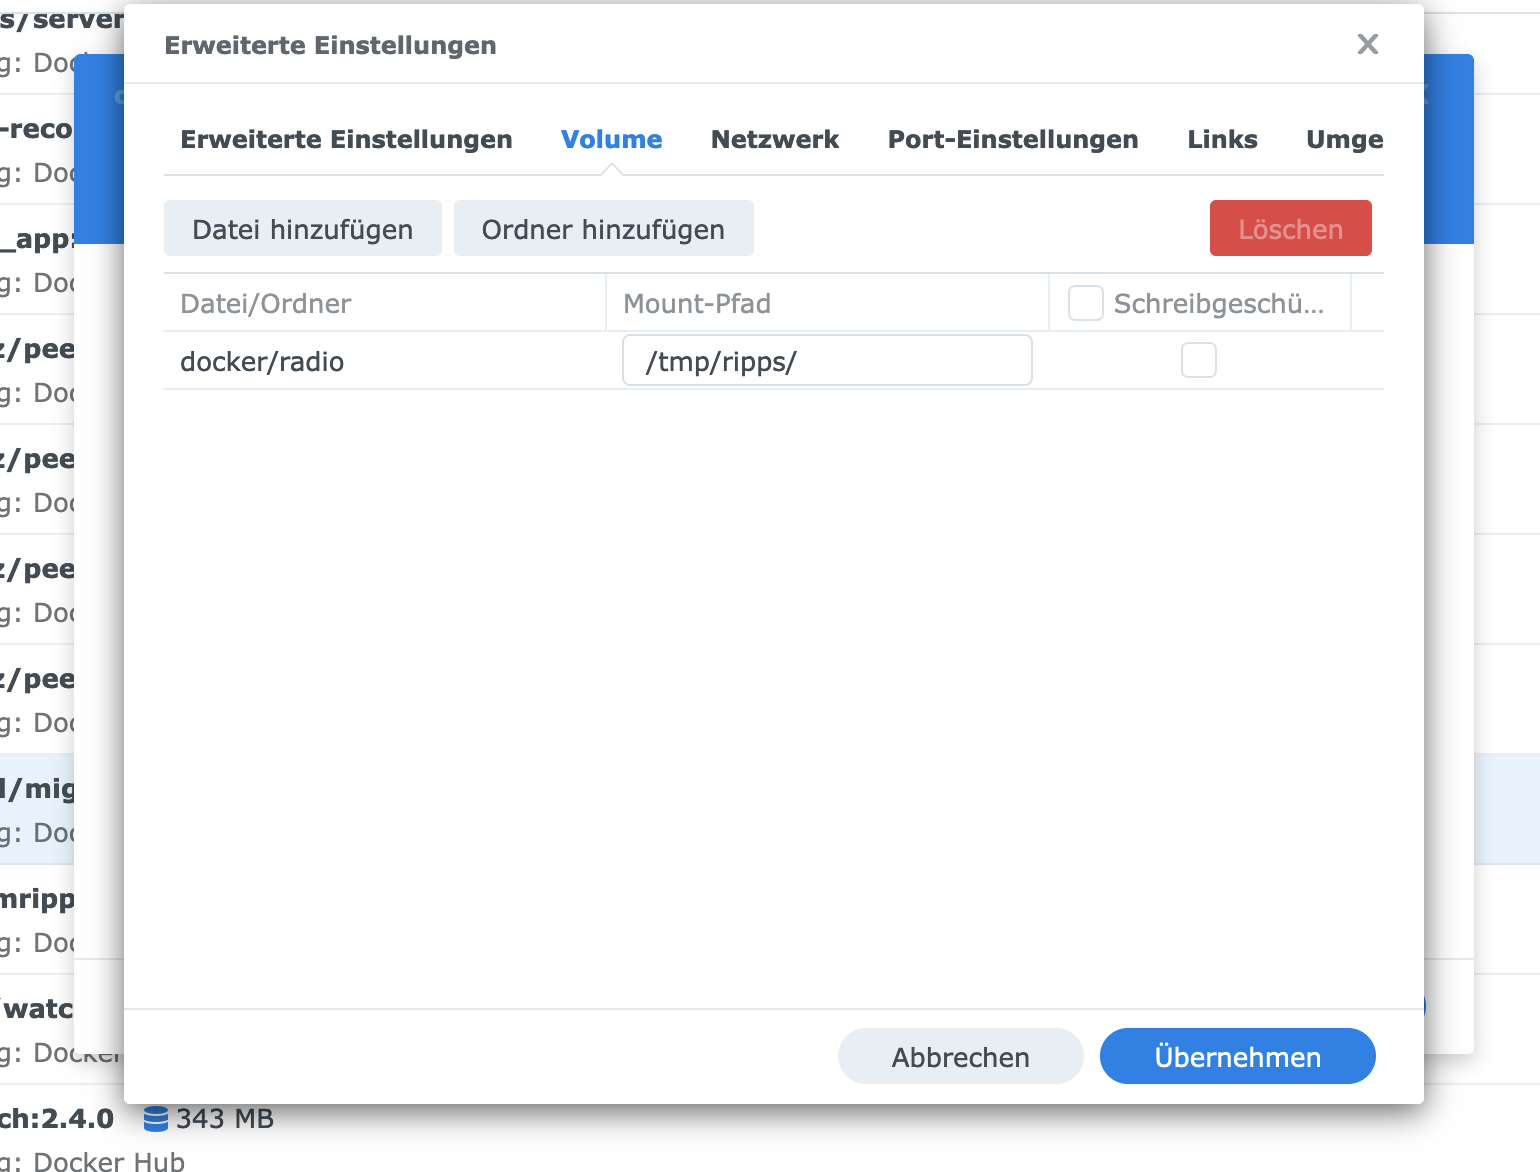 s/server
g: Doc
Erweiterte Einstellungen
Erweiterte Einstellungen Volume Netzwerk Port-Einstellungen Links Umge
Datei hinzufügen Ordner hinzufügen Löschen
Datei/Ordner Mount-Pfad Schreibgeschü...
docker/radio /tmp/ripps/
-reco
g: Doc
_app:
g: Doc
z/pee
g: Doc
z/pee
g: Doc
z/pee
g: Doc
z/pee
g: Doc
l/mig
g: Doc
mripp
g: Doc
/watc
g: Docker
Abbrechen Übernehmen
ch:2.4.0 343 MB
g: Docker Hub